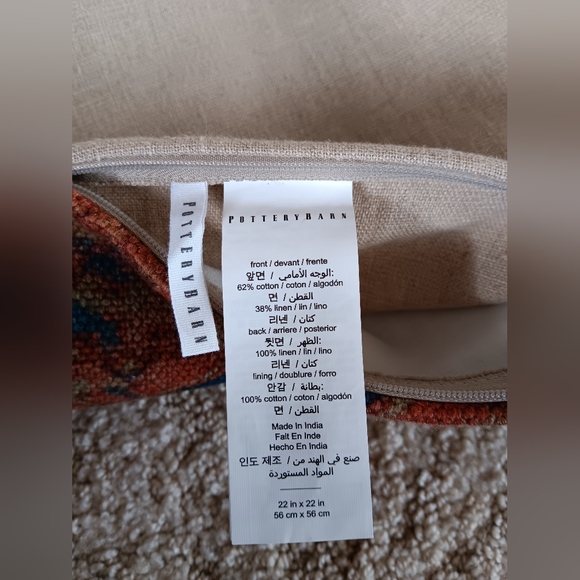 POTTERYBARN
POTTERYBARN
front / devant / frente
앞면 / الوجه الأمامي:
62% cotton / coton / algodón
면 / القطن
38% linen / lin / lino
리넨 / كتان
back / arriere / posterior
뒷면 / الظهر:
100% linen / lin / lino
리넨 / كتان
lining / doublure / forro
안감 / بطانة:
100% cotton / coton / algodón
면 / القطن
Made In India
Fait En Inde
Hecho En India
인도 제조 / صنع في الهند من
المواد المستوردة
22 in x 22 in
56 cm x 56 cm